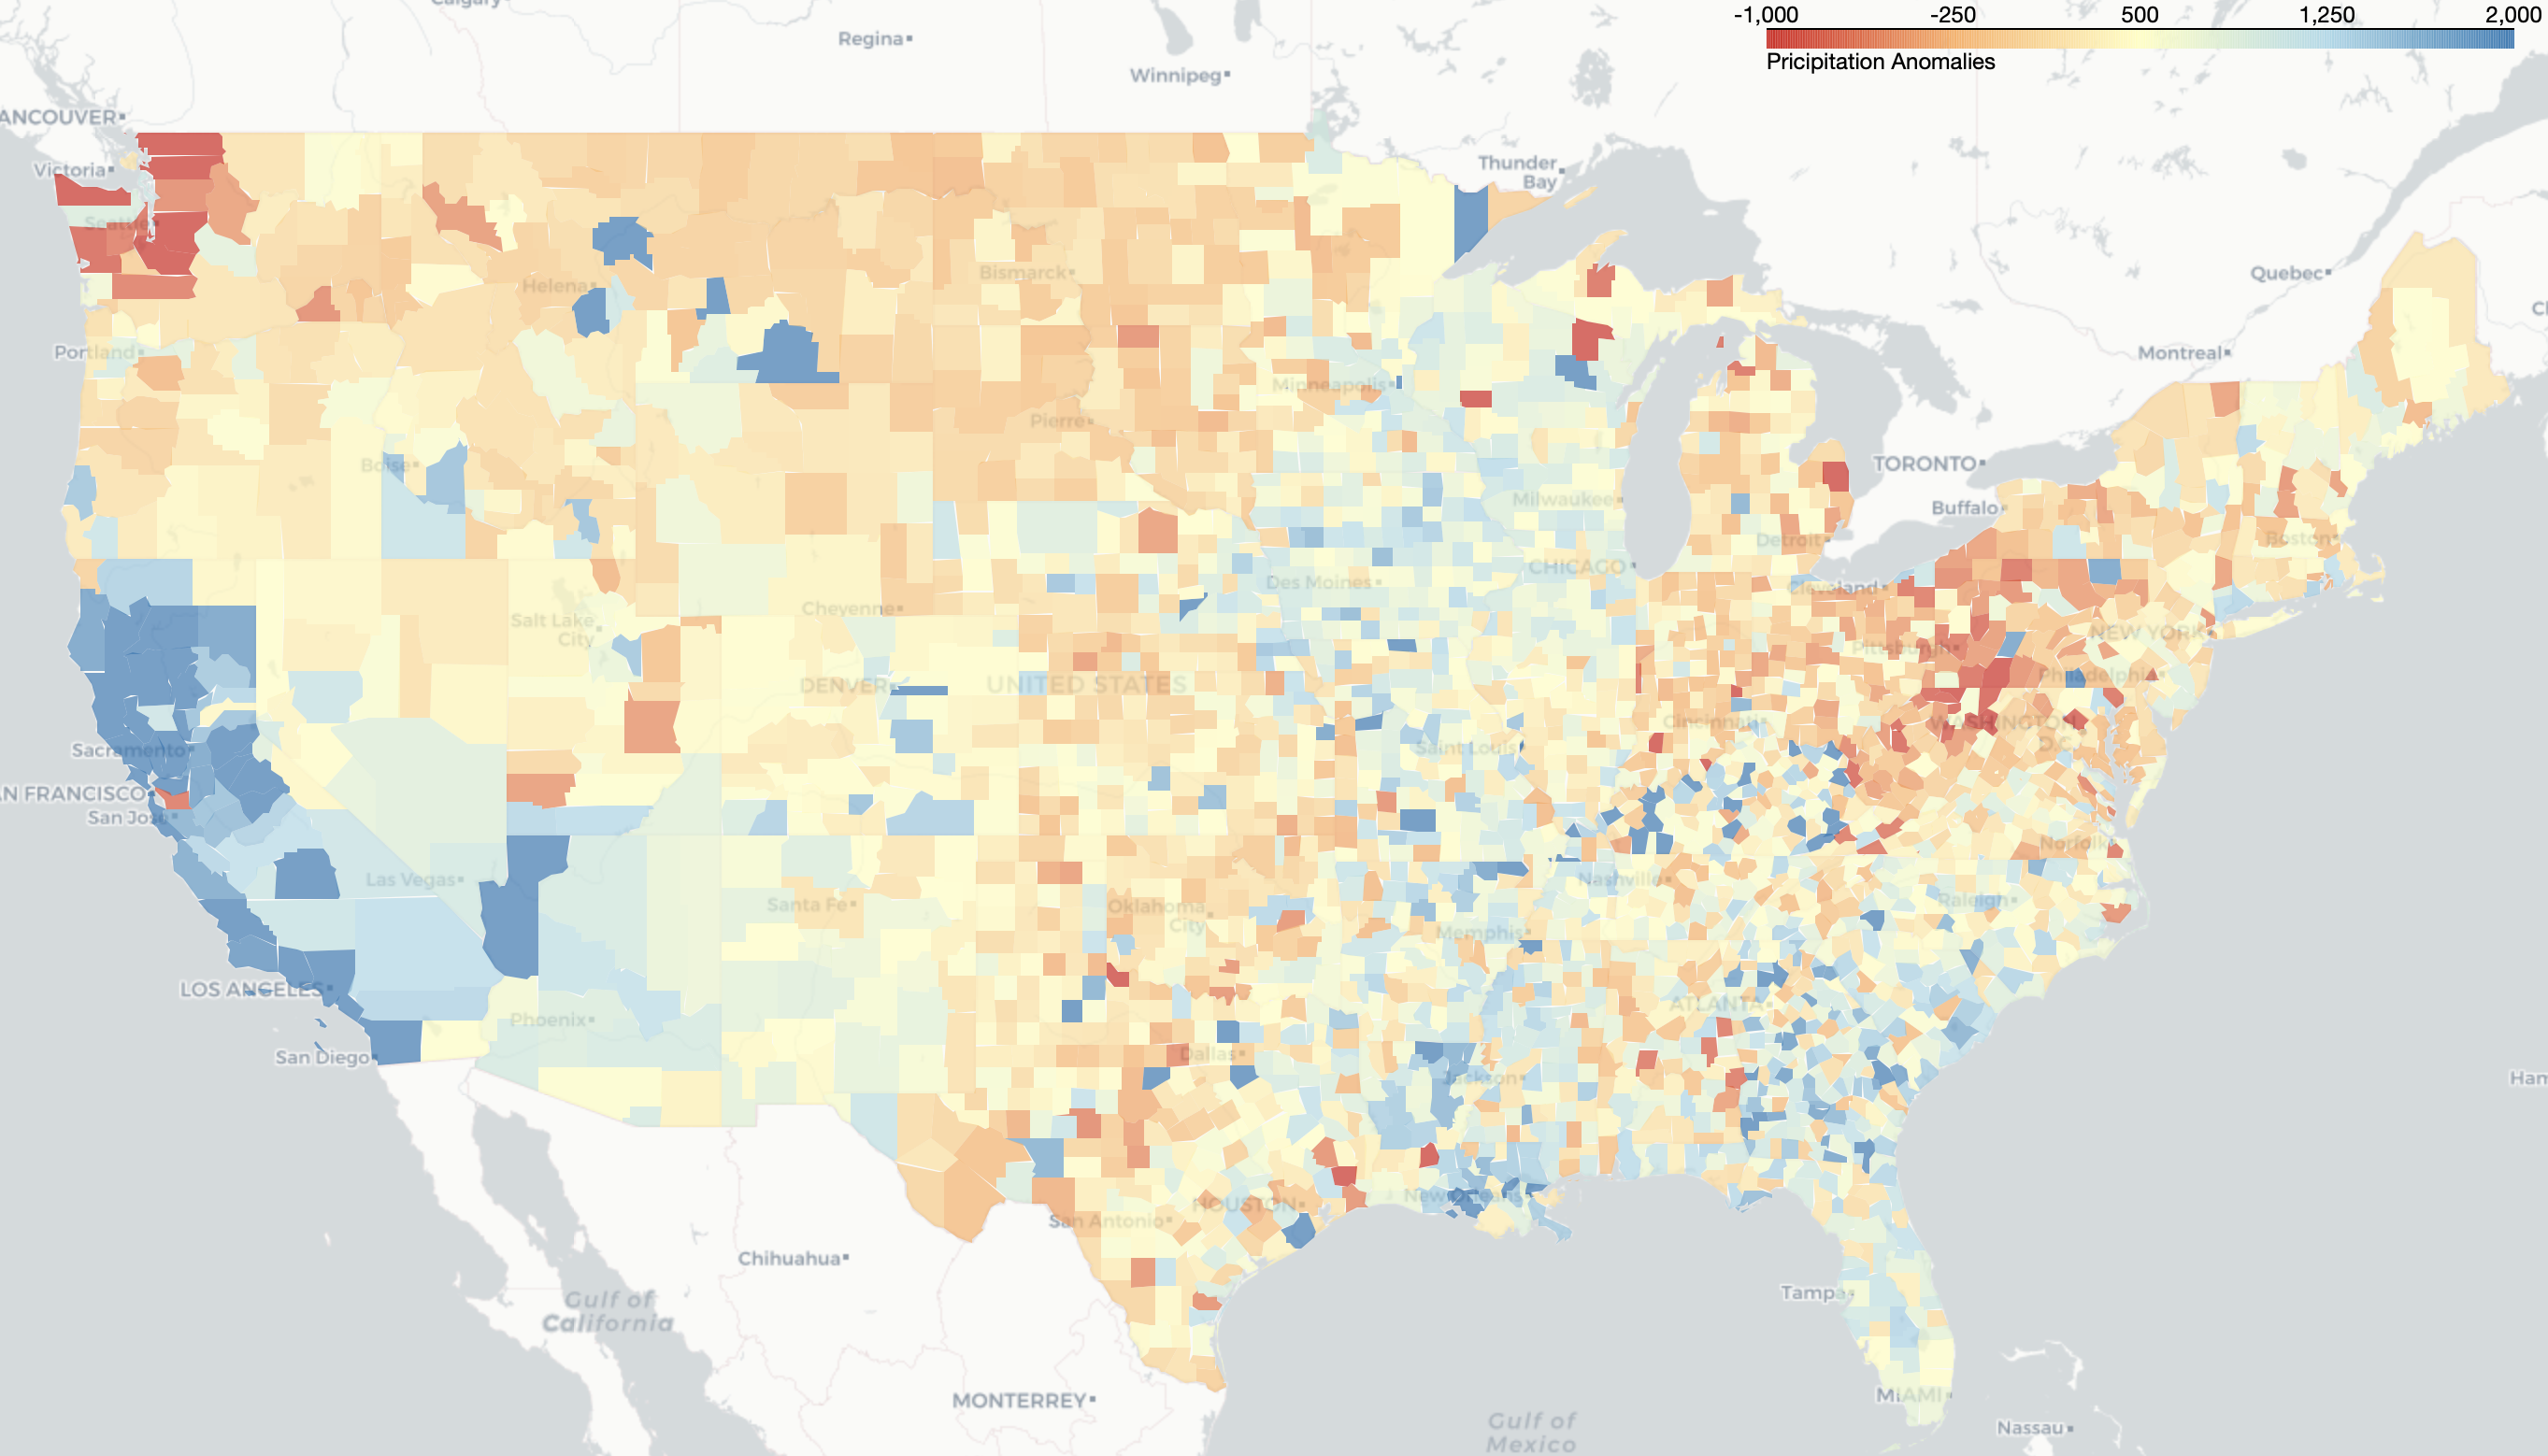 Calgary
-1,000 -250 500 1,250 2,000
Pricipitation Anomalies
Regina
Winnipeg
ANCOUVER
Victoria
Thunder
Bay
Seattle
Quebec
Bismarck
Helena
Portland
Montreal
Minneapolis
Pierre
Boise
TORONTO
Milwaukee
Buffalo
Detroit
Boston
CHICAGO
Des Moines
Cleveland
Cheyenne
Salt Lake
City
NEW YORK
Pittsburgh
Philadelphia
DENVER
UNITED STATES
Cincinnati
WASHINGTON,
D.C.
Sacramento
Saint Louis
N FRANCISCO
San Jose
Norfolk
Las Vegas
Nashville
Santa Fe
Oklahoma
City
Raleigh
Memphis
LOS ANGELES
ATLANTA
Phoenix
San Diego
Dallas
Jackson
Ham
New Orleans
HOUSTON
San Antonio
Chihuahua
Tampa
Gulf of
California
MONTERREY
MIAMI
Gulf of
Mexico
Nassau